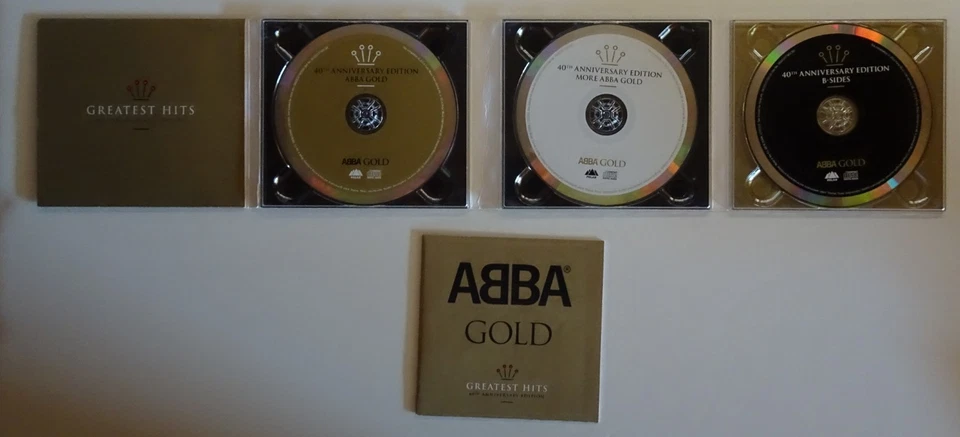 GREATEST HITS
40TH ANNIVERSARY EDITION
ABBA GOLD
ABBA GOLD
40TH ANNIVERSARY EDITION
MORE ABBA GOLD
ABBA GOLD
40TH ANNIVERSARY EDITION
B-SIDES
ABBA GOLD
ABBA®
GOLD
GREATEST HITS
40TH ANNIVERSARY EDITION